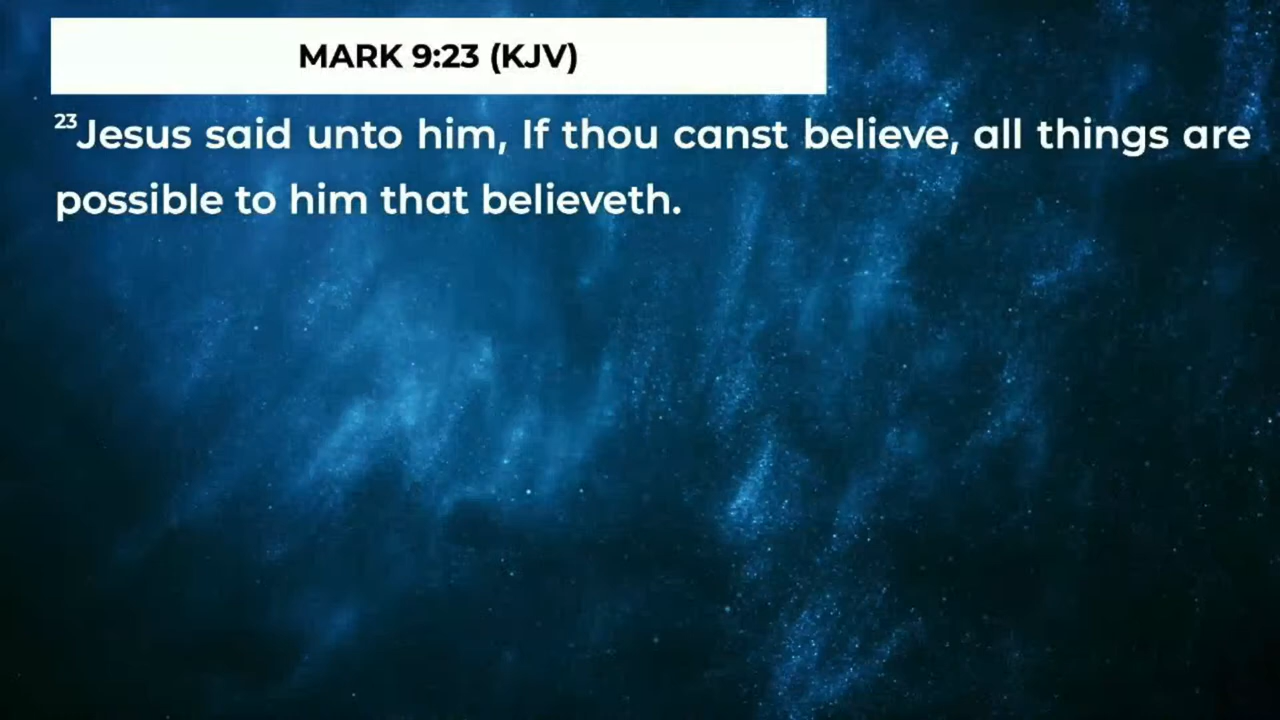 MARK 9:23 (KJV)
23Jesus said unto him, If thou canst believe, all things are
possible to him that believeth.